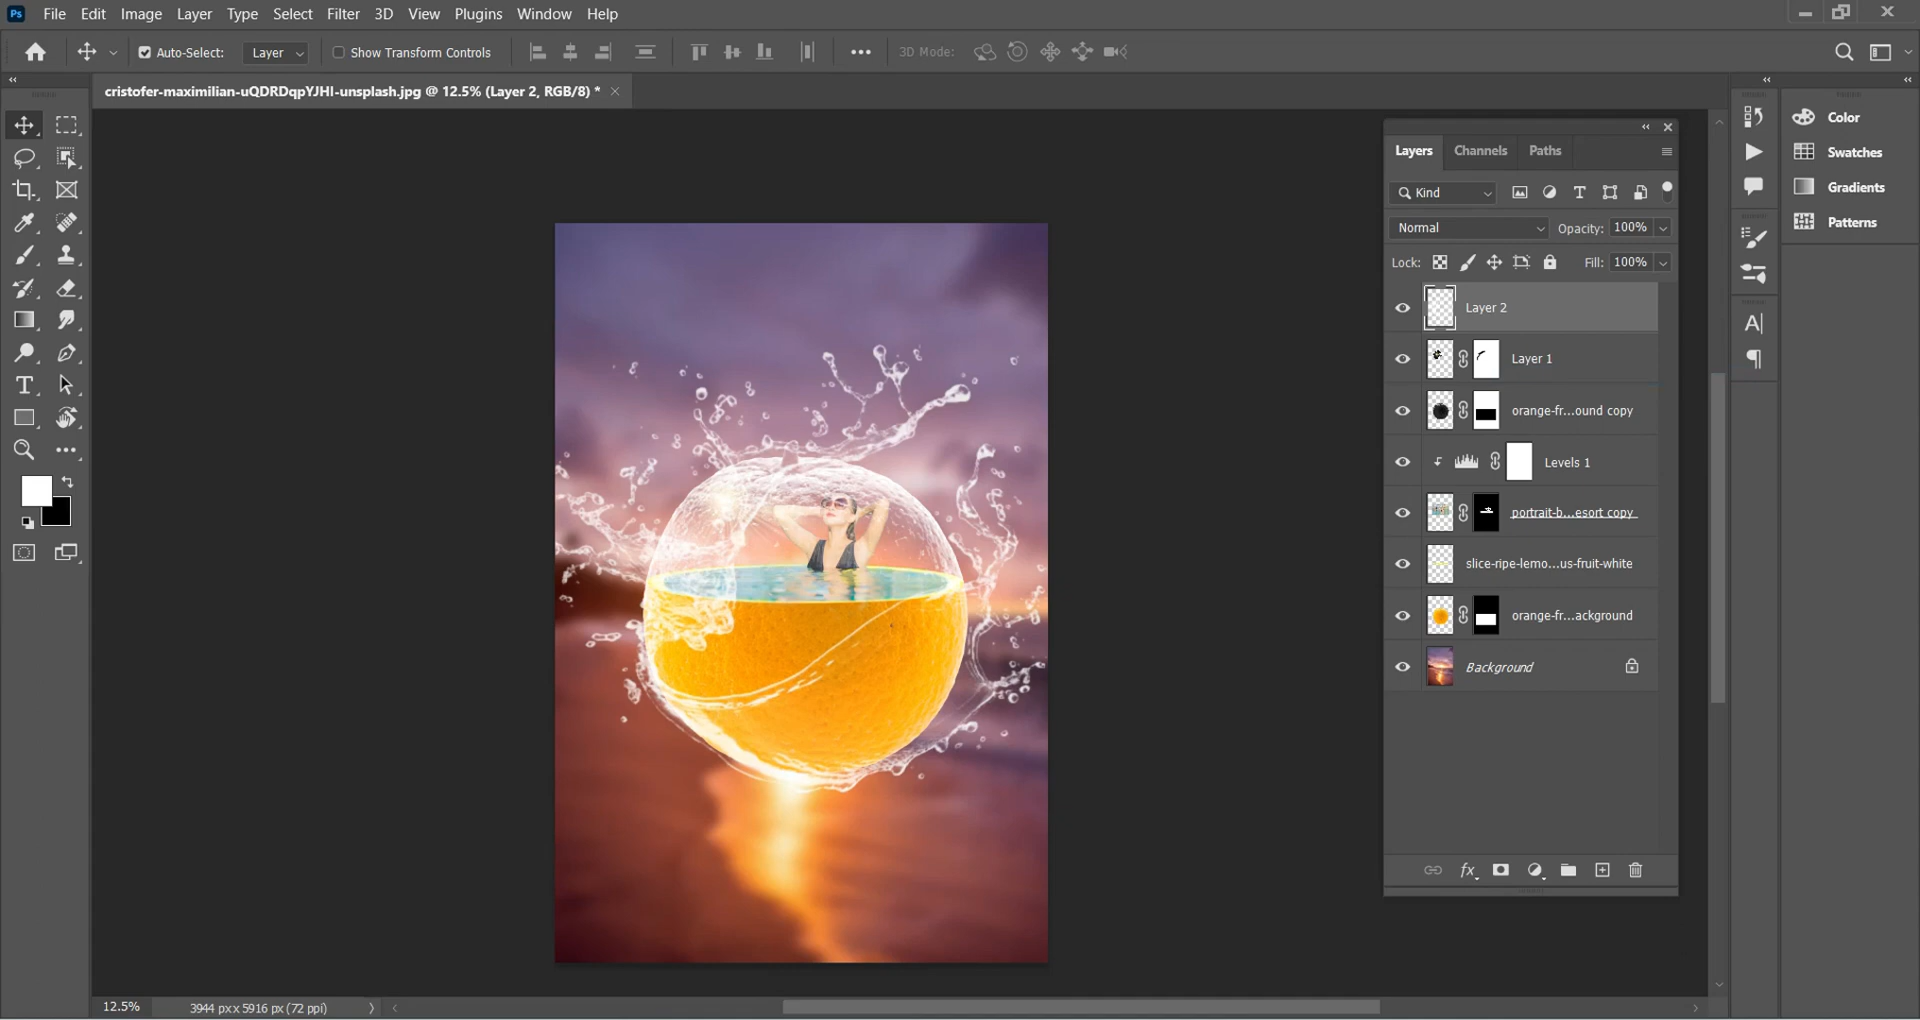 Ps File Edit Image Layer Type Select Filter 3D View Plugins Window Help
Auto-Select: Layer Show Transform Controls 3D Mode:
cristofer-maximilian-uQDRDqpYJHI-unsplash.jpg @ 12.5% (Layer 2, RGB/8) *
Color
Swatches
Gradients
Patterns
Layers Channels Paths
Kind
Normal Opacity: 100%
Lock: Fill: 100%
Layer 2
Layer 1
orange-fr...ound copy
Levels 1
portrait-b...esort copy
slice-ripe-lemo...us-fruit-white
orange-fr...ackground
Background
fx
12.5% 3944 px x 5916 px (72 ppi)